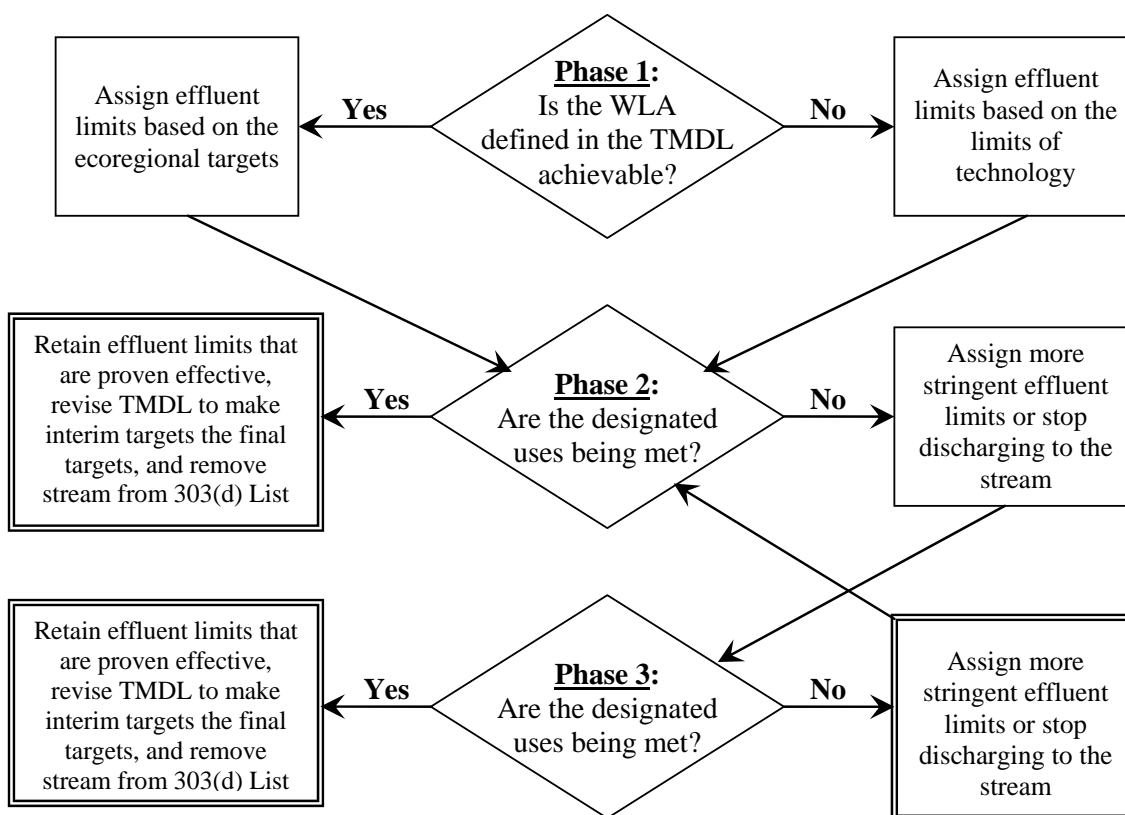 Assign effluent
limits based on the
ecoregional targets
Yes
Phase 1:
Is the WLA
defined in the TMDL
achievable?
No
Assign effluent
limits based on the
limits of
technology
Retain effluent limits that
are proven effective,
revise TMDL to make
interim targets the final
targets, and remove
stream from 303(d) List
Yes
Phase 2:
Are the designated
uses being met?
No
Assign more
stringent effluent
limits or stop
discharging to the
stream
Retain effluent limits that
are proven effective,
revise TMDL to make
interim targets the final
targets, and remove
stream from 303(d) List
Yes
Phase 3:
Are the designated
uses being met?
No
Assign more
stringent effluent
limits or stop
discharging to the
stream